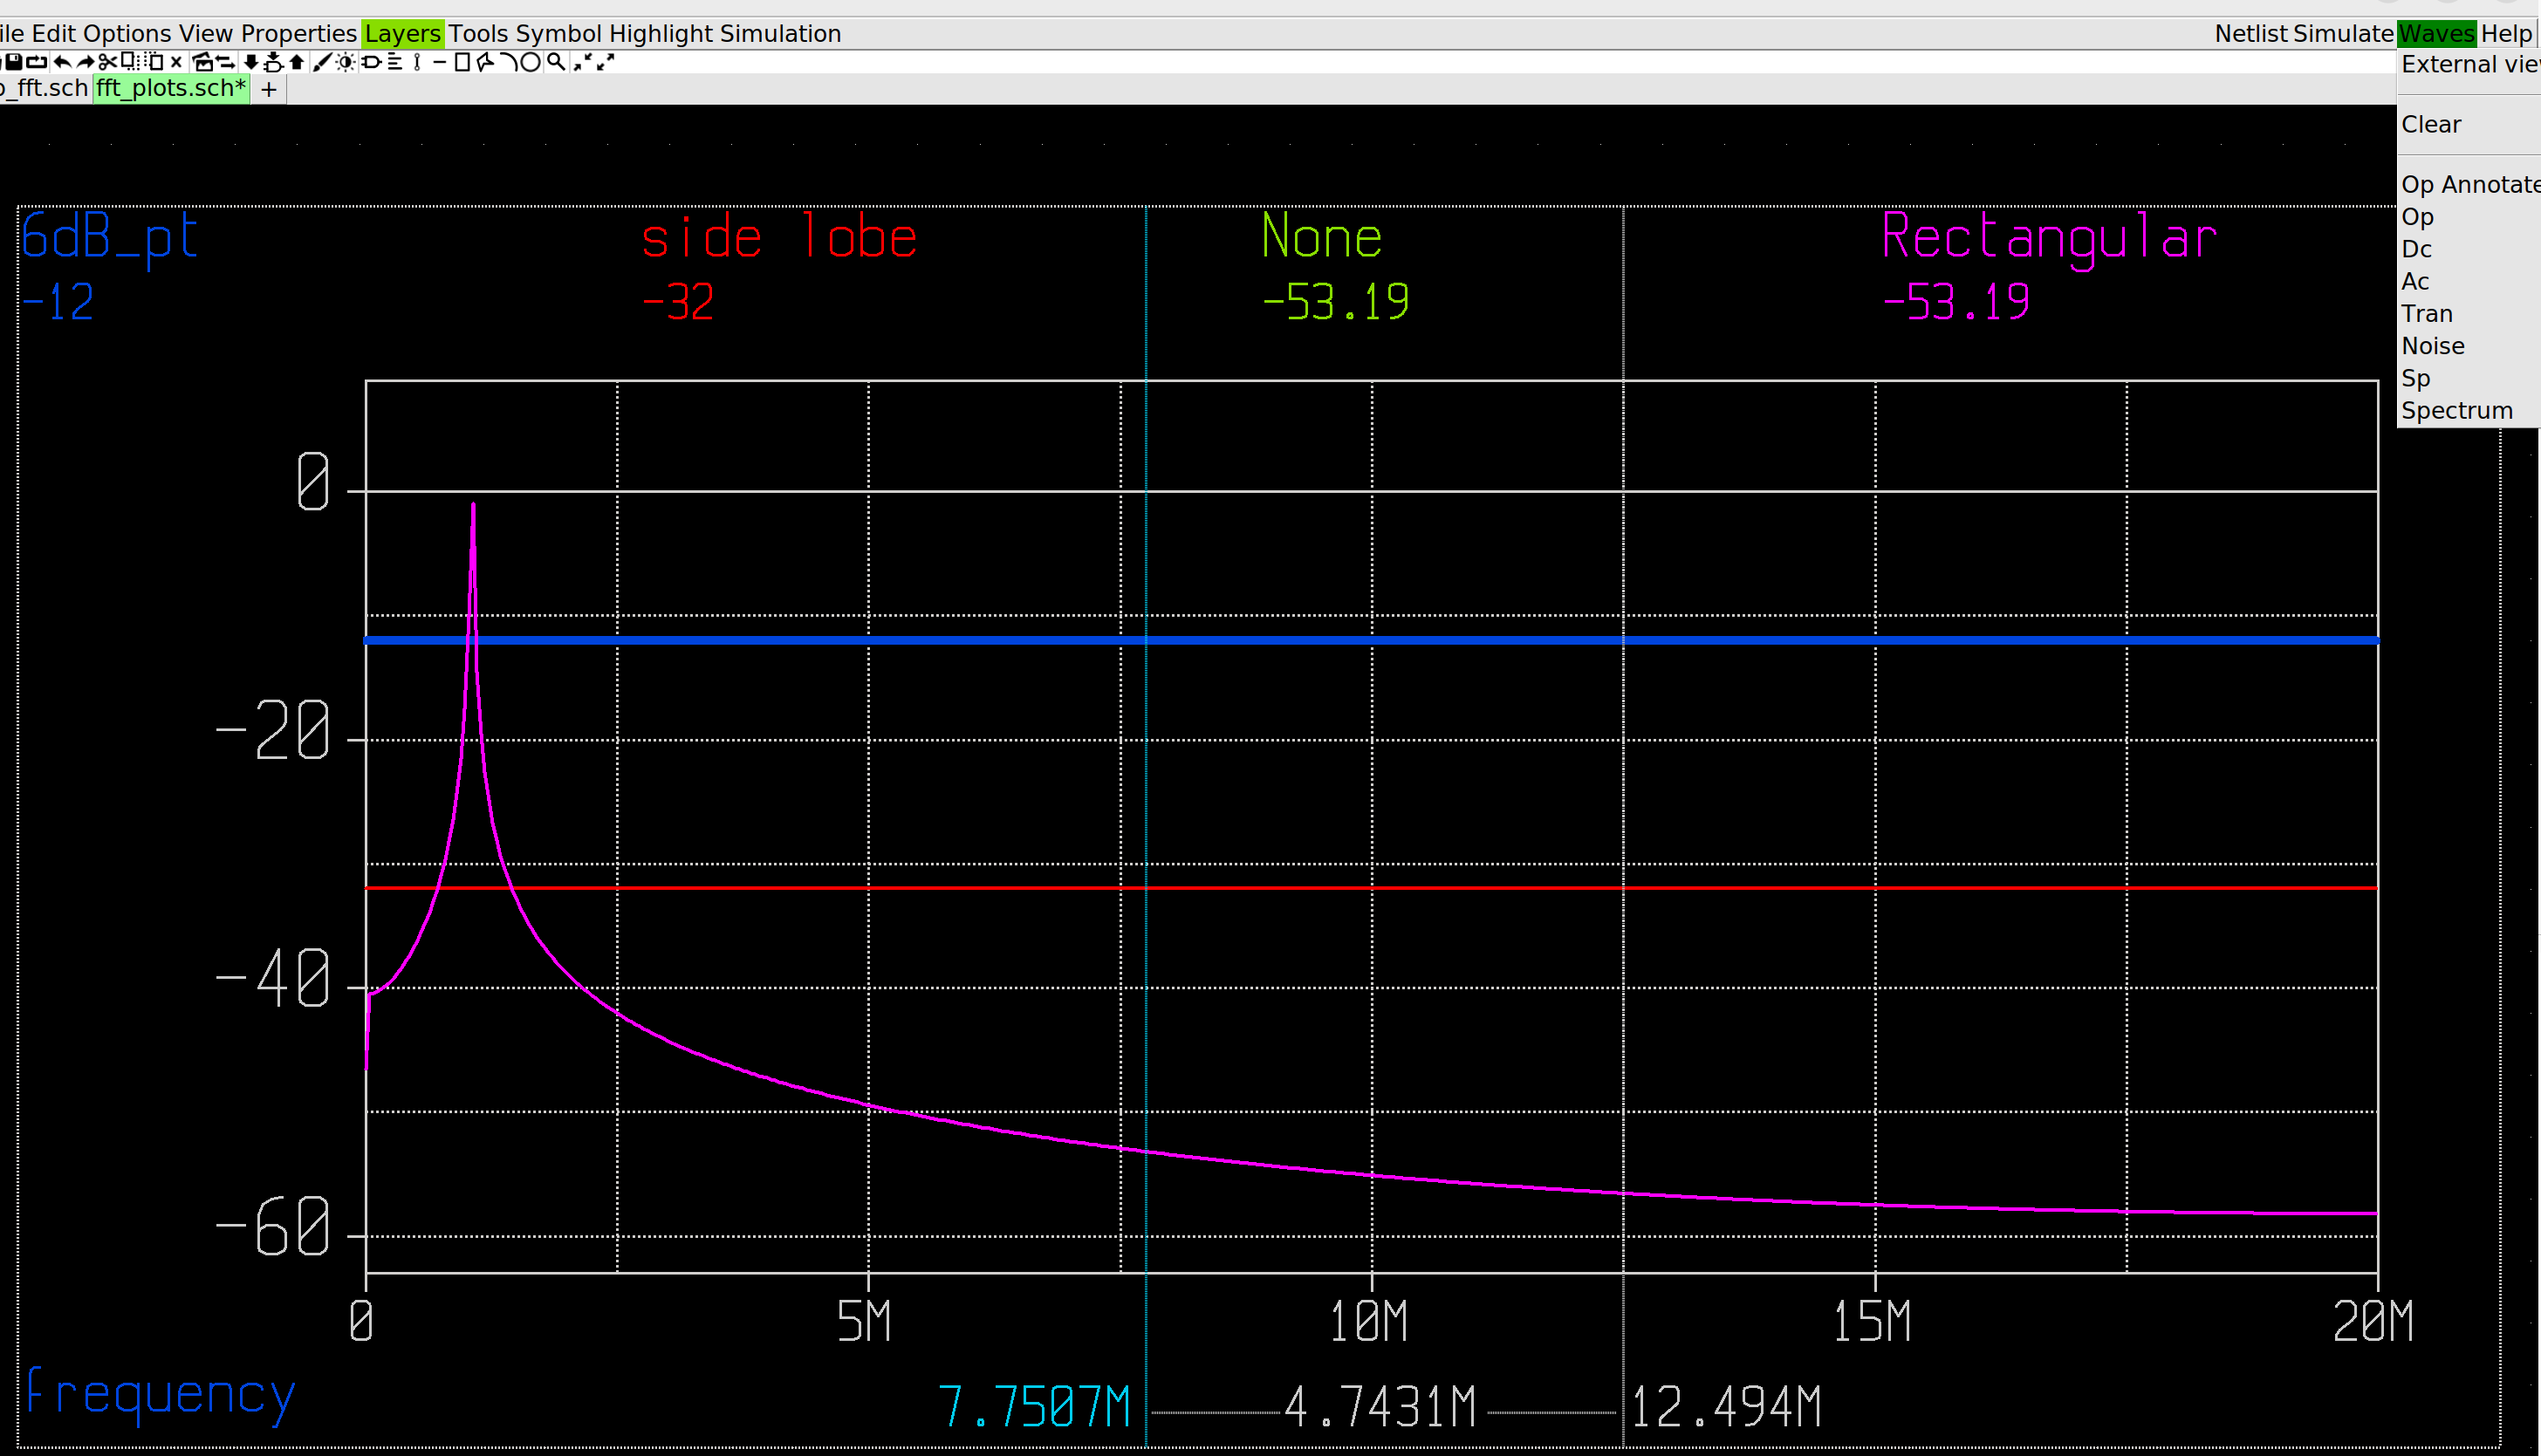 ile Edit Options View Properties Layers Tools Symbol Highlight Simulation Netlist Simulate Waves Help
o_fft.sch fft_plots.sch* +
External vie
Clear
Op Annotate
Op
Dc
Ac
Tran
Noise
Sp
Spectrum
6dB_pt side lobe None Rectangular
-12 -32 -53.19 -53.19
0
-20
-40
-60
0 5M 10M 15M 20M
frequency 7.7507M 4.7431M 12.494M